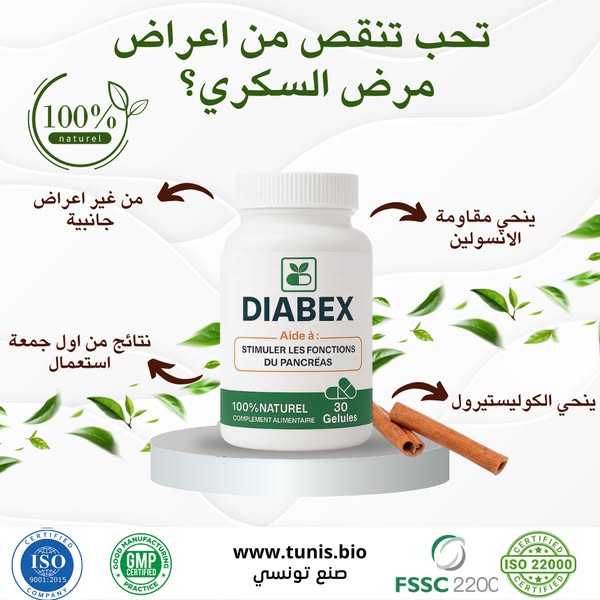 تحب تنقص من اعراض
مرض السكري؟
100%
naturel
من غير اعراض
جانبية
ينحي مقاومة
الانسولين
DIABEX
Aide à :
STIMULER LES FONCTIONS
DU PANCRÉAS
100% NATUREL
COMPLEMENT ALIMENTAIRE
30
Gelules
نتائج من اول جمعة
استعمال
ينحي الكوليستيرول
CERTIFIED
ISO
9001:2015
COMPANY
GOOD MANUFACTURING
GMP
CERTIFIED
PRACTICE
www.tunis.bio
صنع تونسي
FSSC 2200
CERTIFIED
ISO 22000
CERTIFIED